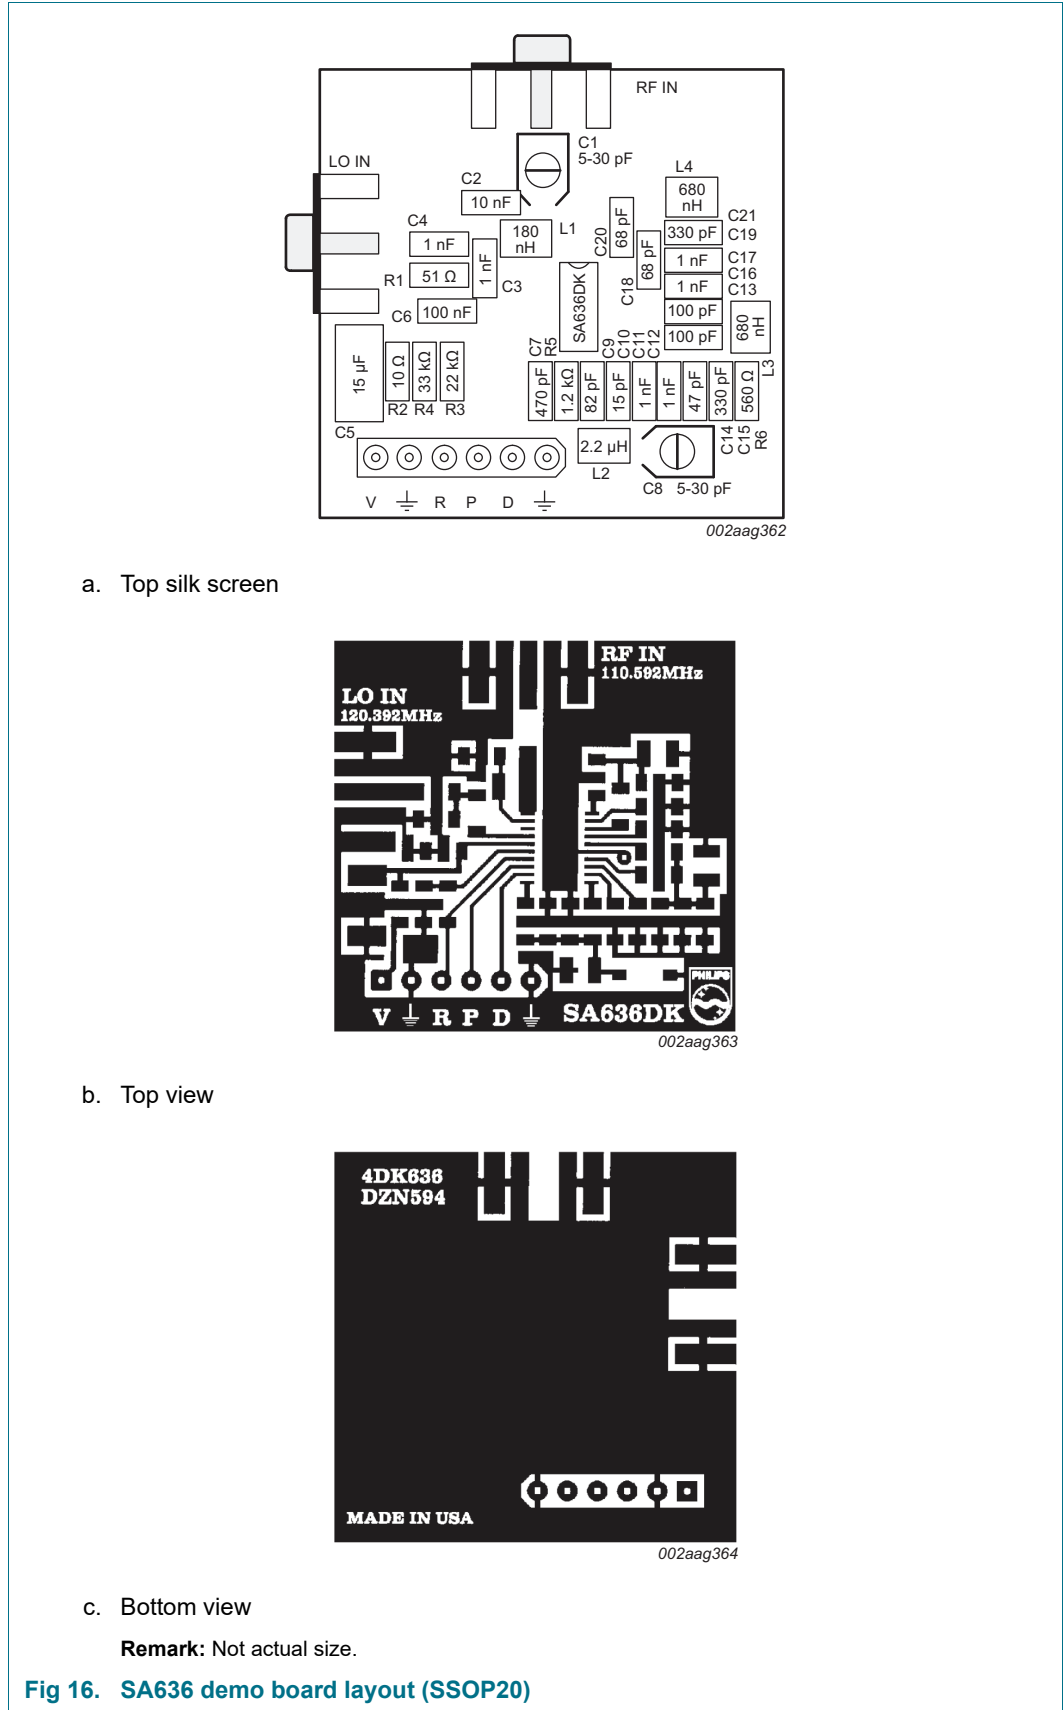 RF IN
C1
5-30 pF
LO IN
C2
10 nF
L4
680
nH
C4
1 nF
180
nH
L1
C20
68 pF
C21
330 pF
C19
C18
68 pF
1 nF
C17
C16
R1
51 Ω
1 nF
C3
SA636DK
1 nF
C13
C6
100 nF
100 pF
100 pF
680
nH
L3
15 µF
C5
10 Ω
33 kΩ
22 kΩ
R2
R4
R3
C7
R5
C9
C10
C11
C12
470 pF
1.2 kΩ
82 pF
15 pF
1 nF
1 nF
47 pF
330 pF
560 Ω
2.2 µH
L2
C14
C15
R6
C8 5-30 pF
V R P D
002aag362
a. Top silk screen
RF IN
110.592MHz
LO IN
120.392MHz
PHILIPS
V R P D
SA636DK
002aag363
b. Top view
4DK636
DZN594
MADE IN USA
002aag364
c. Bottom view
Remark: Not actual size.
Fig 16. SA636 demo board layout (SSOP20)